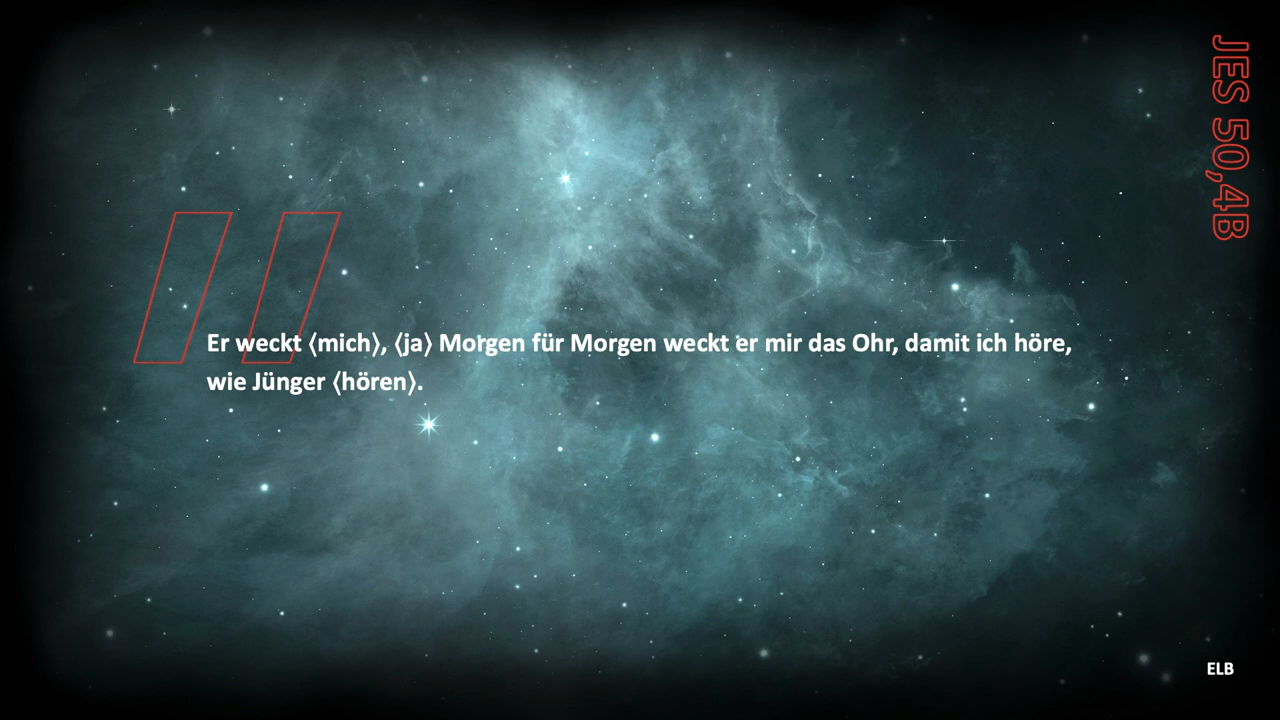 JES 50,4B
Er weckt ⟨mich⟩, ⟨ja⟩ Morgen für Morgen weckt er mir das Ohr, damit ich höre,
wie Jünger ⟨hören⟩.
ELB